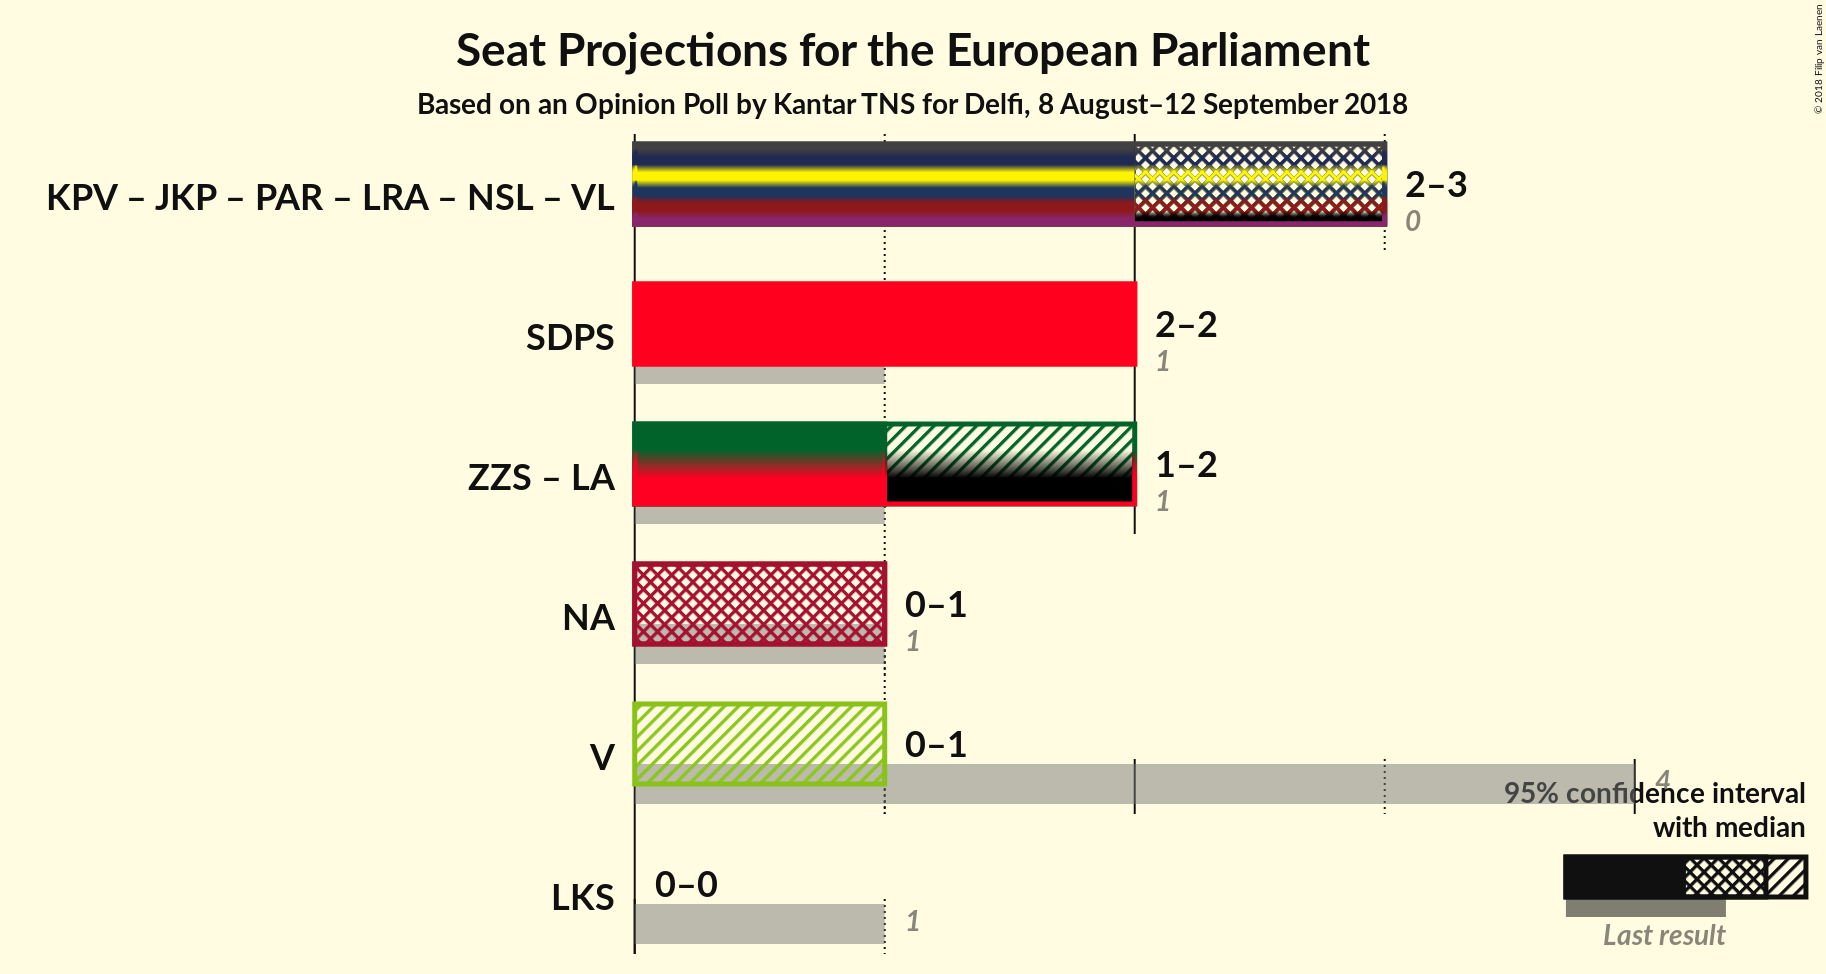 Seat Projections for the European Parliament
Based on an Opinion Poll by Kantar TNS for Delfi, 8 August–12 September 2018
© 2018 Filip van Laenen
KPV – JKP – PAR – LRA – NSL – VL
2–3
0
SDPS
2–2
1
ZZS – LA
1–2
1
NA
0–1
1
V
0–1
4
LKS
0–0
1
95% confidence interval
with median
Last result